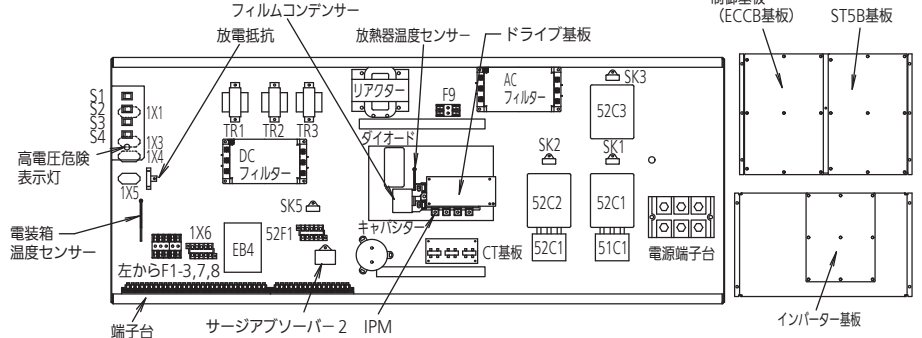 フィルムコンデンサー
放電抵抗
放熱器温度センサー
ドライブ基板
制御基板
（ECCB基板）
ST5B基板
S1
S2
S3
S4
1X1
1X3
1X4
1X5
高電圧危険
表示灯
電装箱
温度センサー
TR1
TR2
TR3
DC
フィルター
リアクター
F9
AC
フィルター
ダイオード
SK3
52C3
SK2
SK1
52C2
52C1
52C1
51C1
電源端子台
SK5
1X6
EB4
52F1
キャパシター
CT基板
左からF1-3,7,8
端子台
サージアブソーバー 2
IPM
インバーター基板